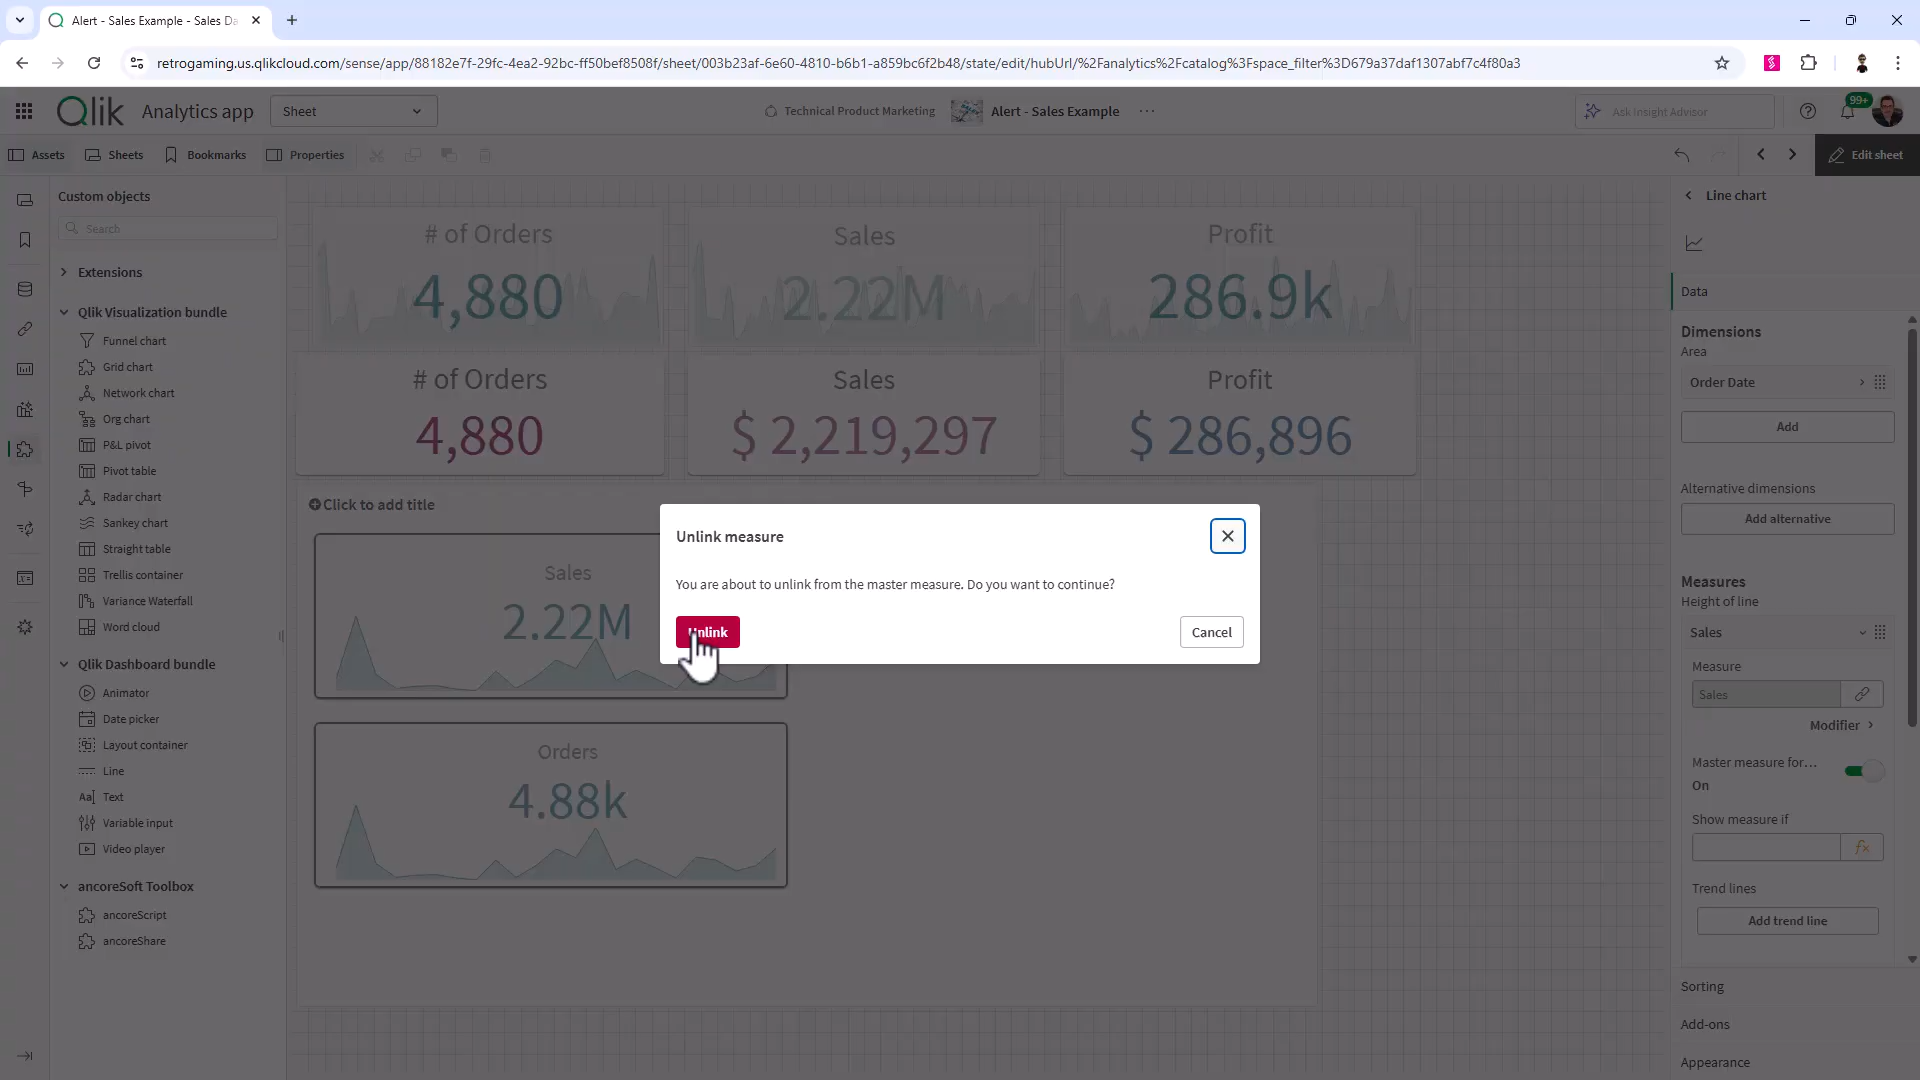 Alert - Sales Example - Sales Da
retrogaming.us.qlikcloud.com/sense/app/88182e7f-29fc-4ea2-92bc-ff50bef8508f/sheet/003b23af-6e60-4810-b6b1-a859bc6f2b48/state/edit/hubUrl/%2Fanalytics%2Fcatalog%3Fspace_filter%3D679a37daf1307abf7c4f80a3
Qlik
Analytics app
Sheet
Technical Product Marketing
Alert - Sales Example
Ask Insight Advisor
99+
Assets
Sheets
Bookmarks
Properties
Edit sheet
Custom objects
Search
Extensions
Qlik Visualization bundle
Funnel chart
Grid chart
Network chart
Org chart
P&L pivot
Pivot table
Radar chart
Sankey chart
Straight table
Trellis container
Variance Waterfall
Word cloud
Qlik Dashboard bundle
Animator
Date picker
Layout container
Line
Text
Variable input
Video player
ancoreSoft Toolbox
ancoreScript
ancoreShare
# of Orders
4,880
Sales
2.22M
Profit
286.9k
# of Orders
4,880
Sales
$ 2,219,297
Profit
$ 286,896
Click to add title
Sales
2.22M
Orders
4.88k
Unlink measure
You are about to unlink from the master measure. Do you want to continue?
Unlink
Cancel
Line chart
Data
Dimensions
Area
Order Date
Add
Alternative dimensions
Add alternative
Measures
Height of line
Sales
Measure
Sales
Modifier
Master measure for...
On
Show measure if
fx
Trend lines
Add trend line
Sorting
Add-ons
Appearance